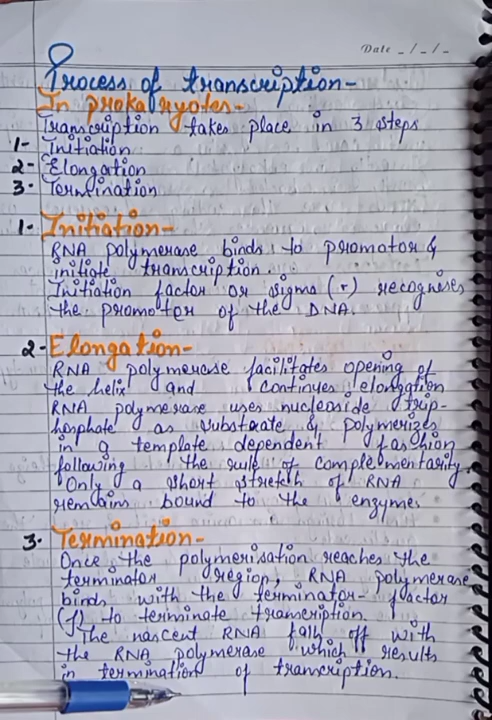 Date _/_/_
Process of transcription-
In prokaryotes-
Transcription takes place in 3 steps
1- Initiation
2- Elongation
3- Termination
1- Initiation-
RNA polymerase binds to promotor &
initiate transcription.
Initiation factor or sigma (σ) recognises
the promotor of the DNA.
2- Elongation-
RNA polymerase facilitates opening of
the helix and continues elongation
RNA polymerase uses nucleoside trip-
hosphate as substrate & polymerizes
in a template dependent fashion
following the rule of complementarity.
Only a short stretch of RNA
remains bound to the enzyme.
3- Termination-
Once the polymerisation reaches the
terminator region, RNA polymerase
binds with the terminator- factor
(ƒ) to terminate transcription.
The nascent RNA falls off with
the RNA polymerase which results
in termination of transcription.